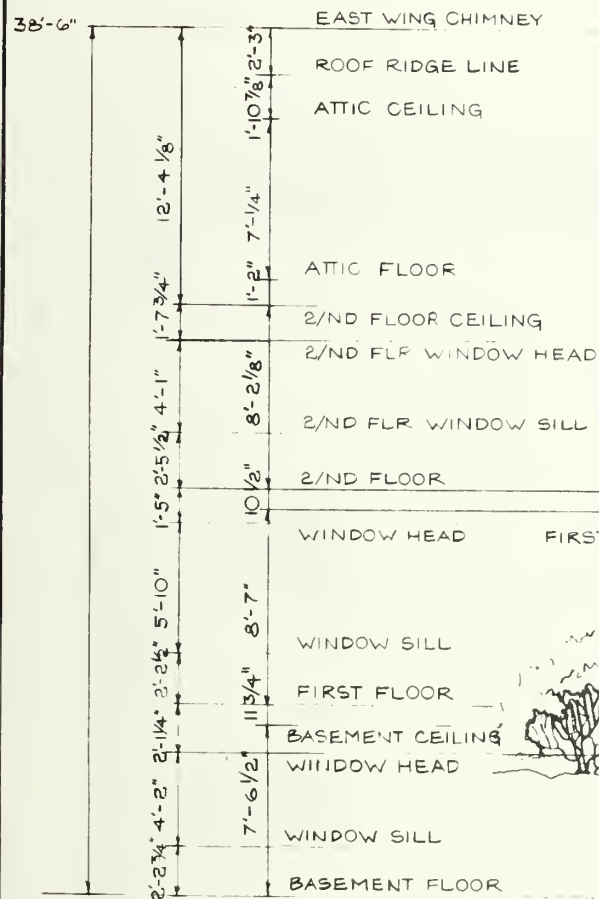 38'-6"
EAST WING CHIMNEY
2'-3"
ROOF RIDGE LINE
1'-10 7/8"
ATTIC CEILING
12'-4 1/8"
7'-1/4"
ATTIC FLOOR
1'-2"
1'-7 3/4"
2/ND FLOOR CEILING
2/ND FLR WINDOW HEAD
8'-2 1/8"
4'-1"
2/ND FLR WINDOW SILL
2'-5 1/2"
2/ND FLOOR
10 1/2"
1'-5"
WINDOW HEAD FIRS
5'-10"
8'-7"
WINDOW SILL
2'-2 1/2"
FIRST FLOOR
11 3/4"
2'-1 1/4"
BASEMENT CEILING
WINDOW HEAD
7'-6 1/2"
4'-2"
WINDOW SILL
2'-2 3/4"
BASEMENT FLOOR